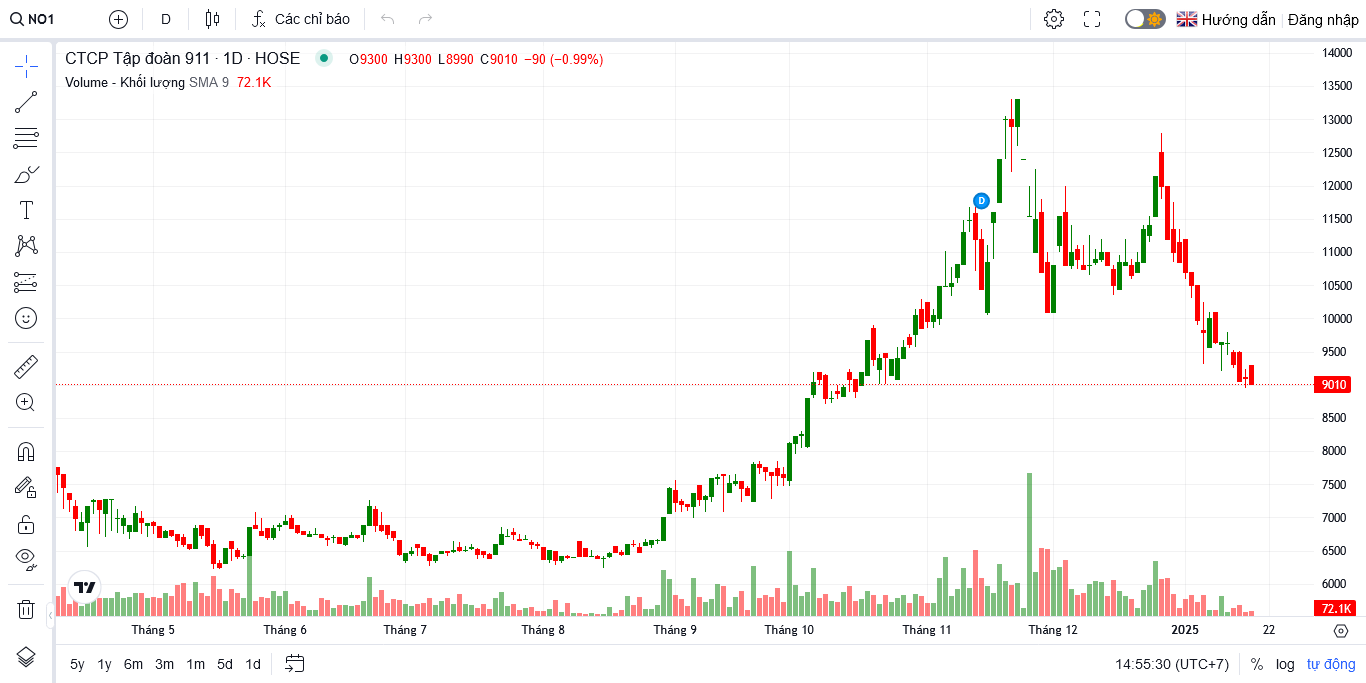 NO1 D Các chỉ báo Hướng dẫn Đăng nhập
CTCP Tập đoàn 911 · 1D · HOSE O9300 H9300 L8990 C9010 −90 (−0.99%)
Volume - Khối lượng SMA 9 72.1K
D
14000
13500
13000
12500
12000
11500
11000
10500
10000
9500
9010
8500
8000
7500
7000
6500
6000
72.1K
Tháng 5 Tháng 6 Tháng 7 Tháng 8 Tháng 9 Tháng 10 Tháng 11 Tháng 12 2025 22
5y 1y 6m 3m 1m 5d 1d 14:55:30 (UTC+7) % log tự động